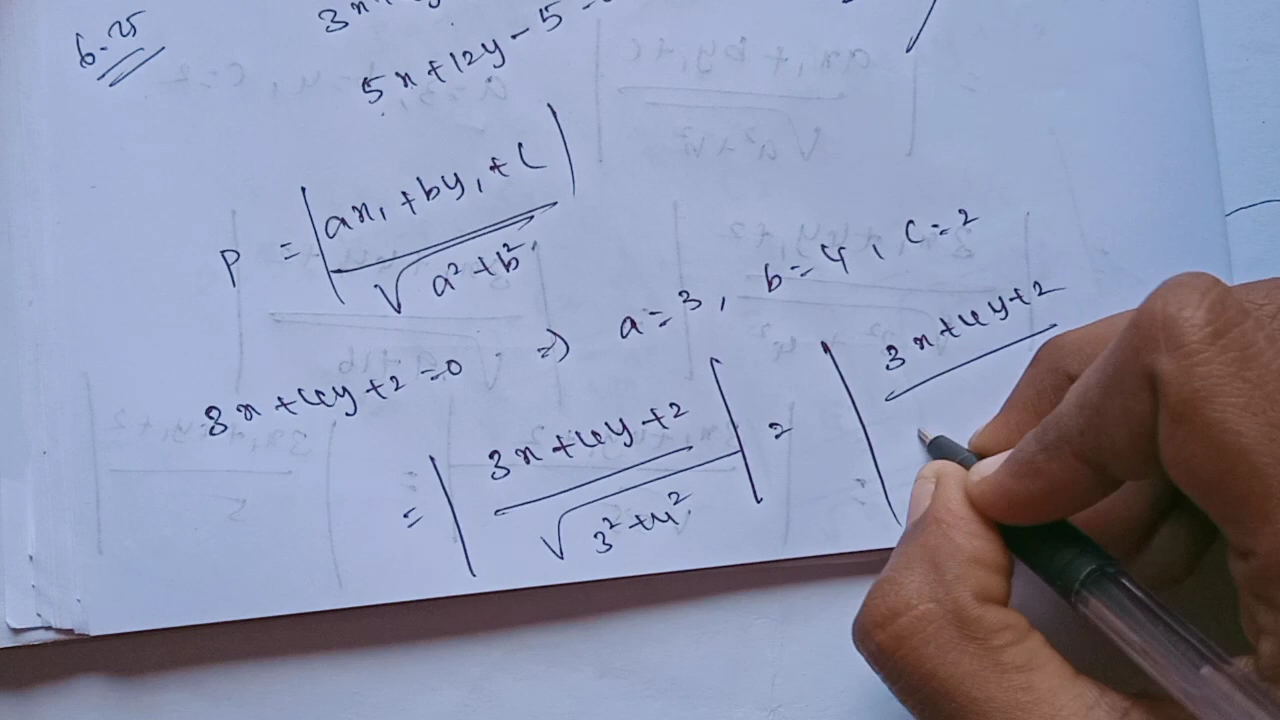 6.25
5x+12y-5
P = |ax₁+by₁+c / √a²+b²|
3x+4y+2=0 ⇒ a=3, b=4, c=2
= |3x+4y+2 / √3²+4²| = |3x+4y+2